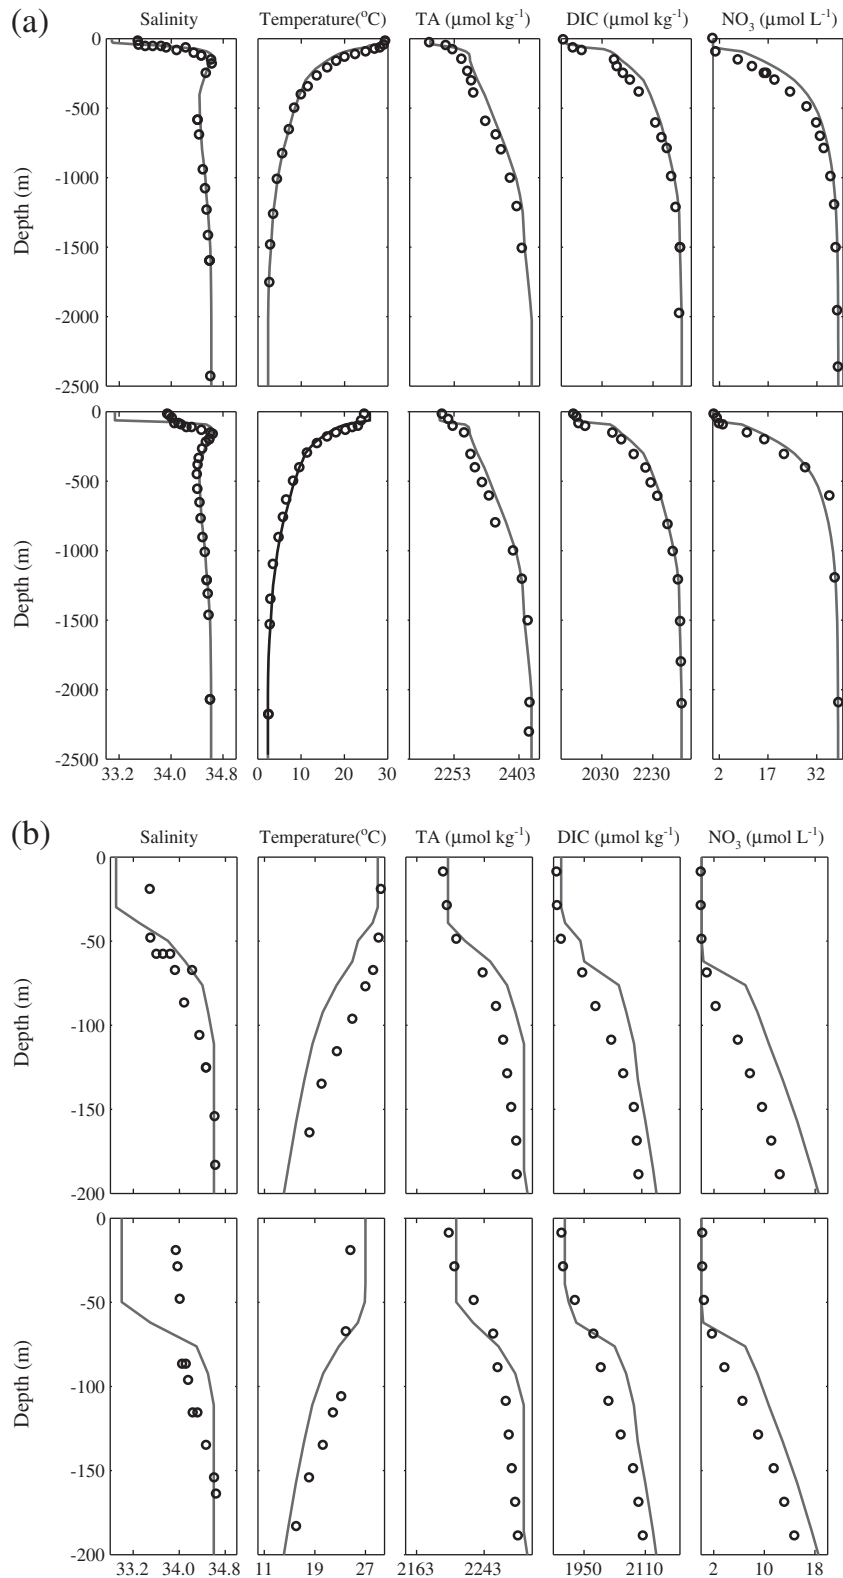 (a)
Salinity Temperature(°C) TA (μmol kg⁻¹) DIC (μmol kg⁻¹) NO₃ (μmol L⁻¹)
0
-500
-1000
-1500
-2000
-2500
Depth (m)
0
-500
-1000
-1500
-2000
-2500
Depth (m)
33.2 34.0 34.8 0 10 20 30 2253 2403 2030 2230 2 17 32
(b)
Salinity Temperature(°C) TA (μmol kg⁻¹) DIC (μmol kg⁻¹) NO₃ (μmol L⁻¹)
0
-50
-100
-150
-200
Depth (m)
0
-50
-100
-150
-200
Depth (m)
33.2 34.0 34.8 11 19 27 2163 2243 1950 2110 2 10 18